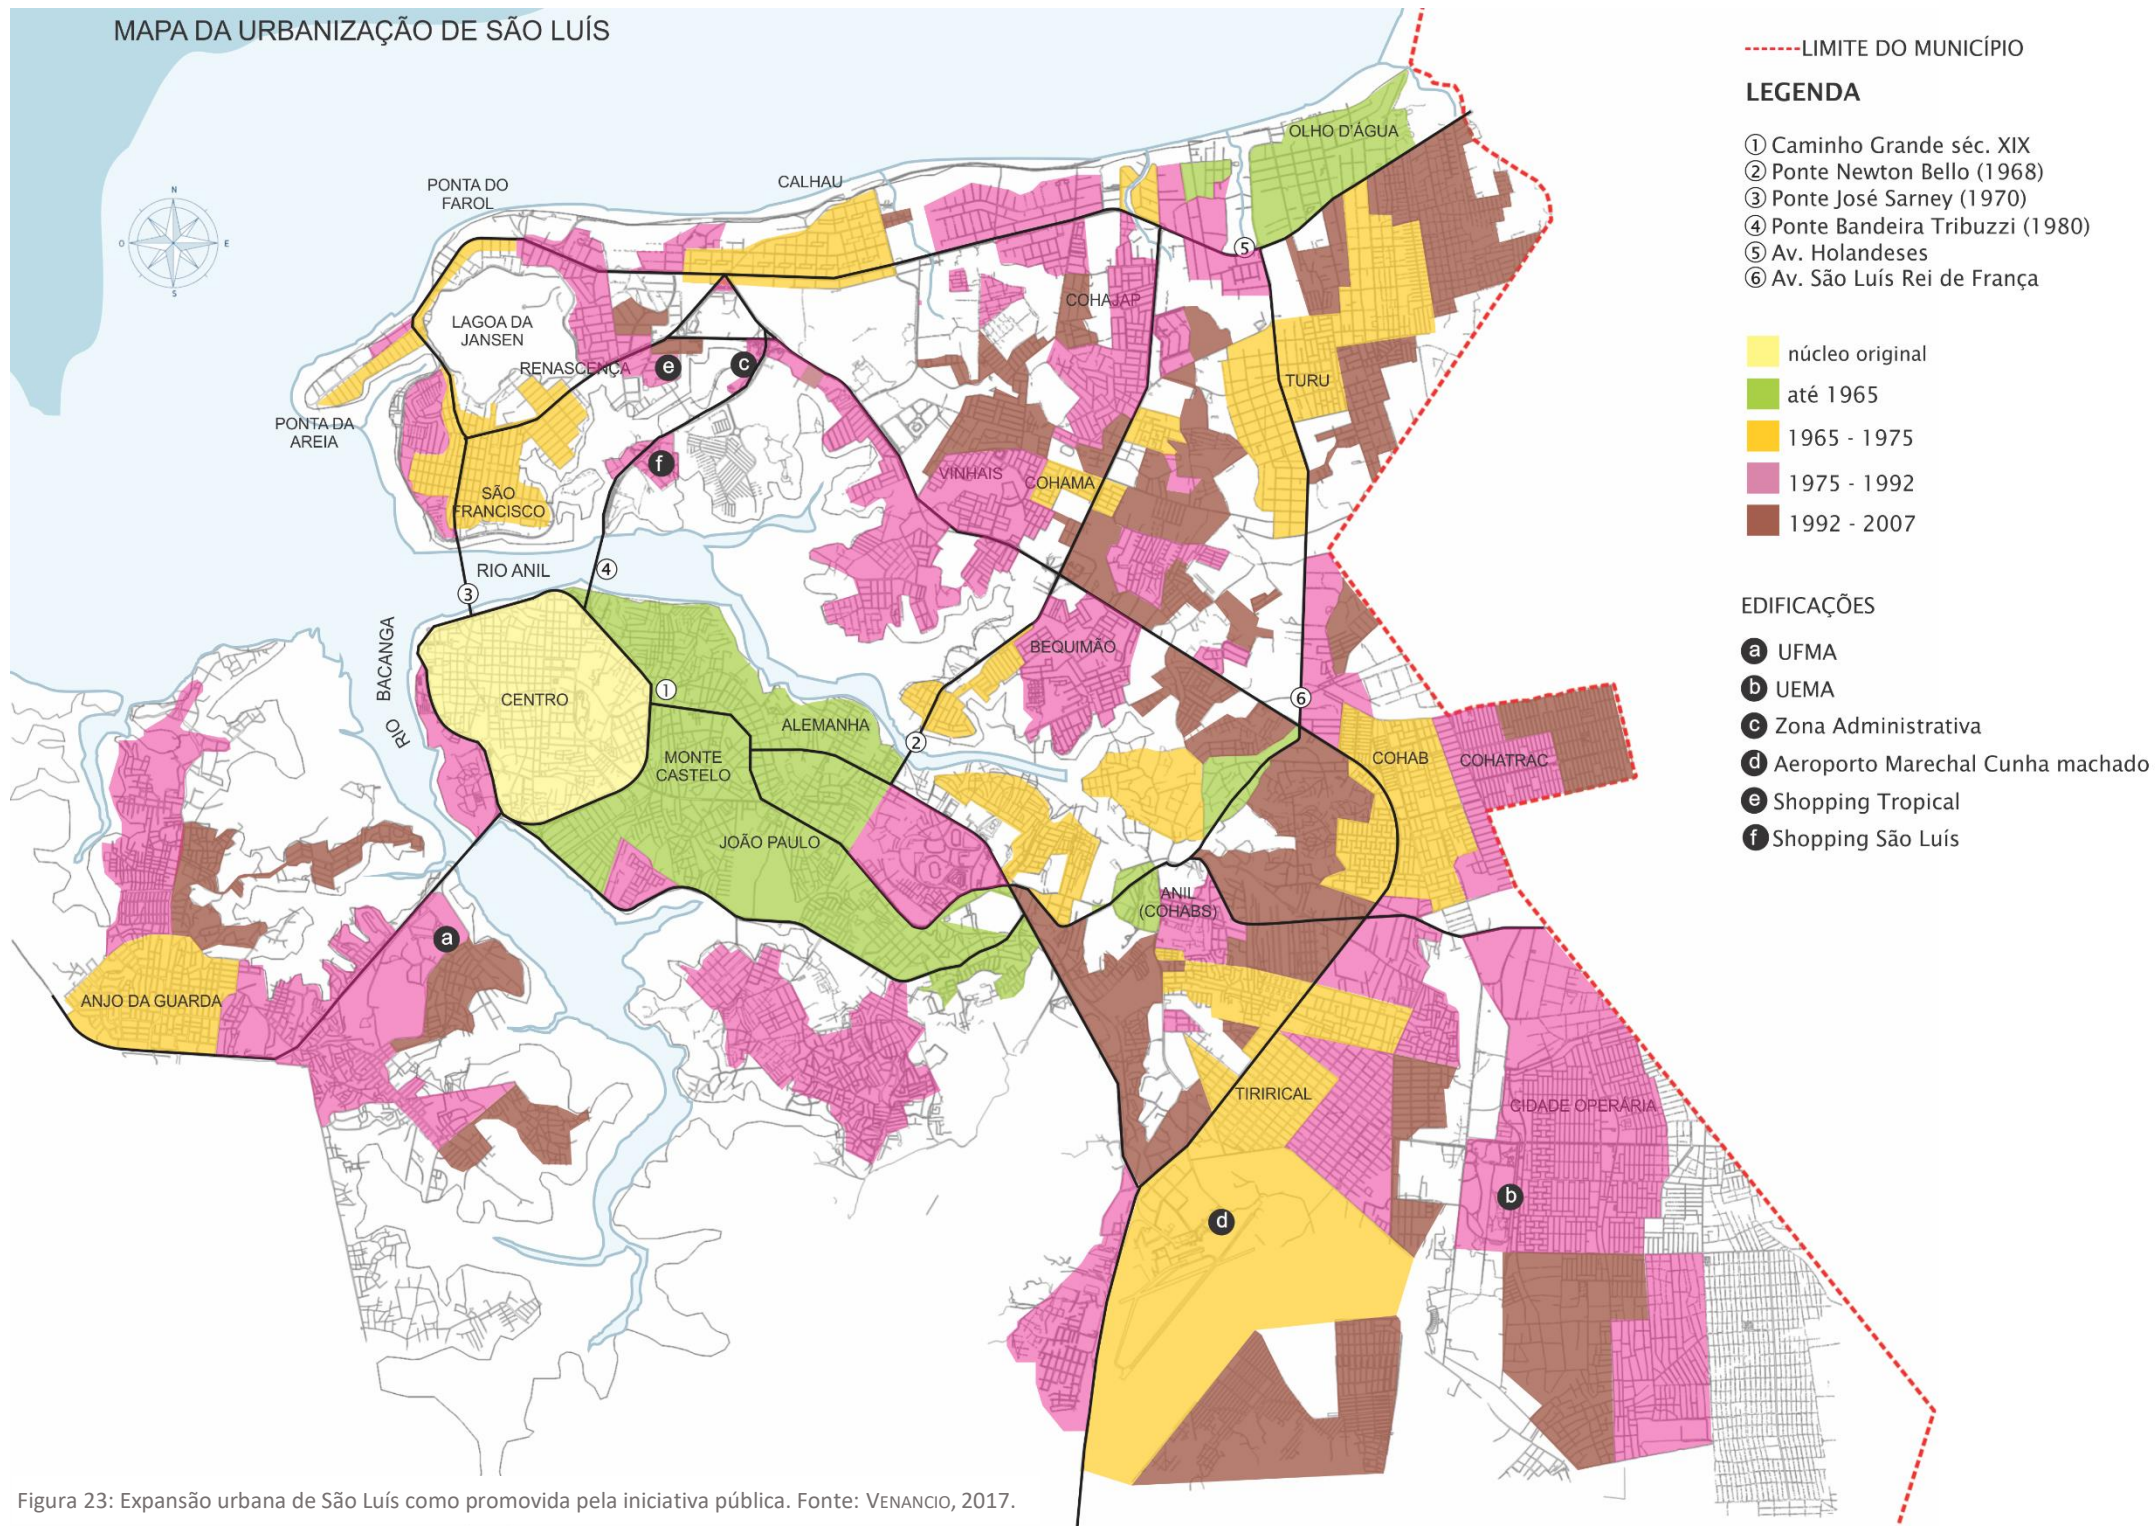 MAPA DA URBANIZAÇÃO DE SÃO LUÍS
LIMITE DO MUNICÍPIO
LEGENDA
① Caminho Grande séc. XIX
② Ponte Newton Bello (1968)
③ Ponte José Sarney (1970)
④ Ponte Bandeira Tribuzzi (1980)
⑤ Av. Holandeses
⑥ Av. São Luís Rei de França
núcleo original
até 1965
1965 - 1975
1975 - 1992
1992 - 2007
EDIFICAÇÕES
a UFMA
b UEMA
c Zona Administrativa
d Aeroporto Marechal Cunha machado
e Shopping Tropical
f Shopping São Luís
N
O
E
S
OLHO D'ÁGUA
PONTA DO
FAROL
CALHAU
⑤
COHAJAP
LAGOA DA
JANSEN
RENASCENÇA
e
c
TURU
PONTA DA
AREIA
f
VINHAIS
COHAMA
SÃO
FRANCISCO
RIO ANIL
④
③
RIO BACANGA
BEQUIMÃO
CENTRO
①
⑥
ALEMANHA
②
MONTE
CASTELO
COHAB
COHATRAC
JOÃO PAULO
ANIL
(COHABS)
a
ANJO DA GUARDA
TIRIRICAL
CIDADE OPERÁRIA
b
d
Figura 23: Expansão urbana de São Luís como promovida pela iniciativa pública. Fonte: VENANCIO, 2017.